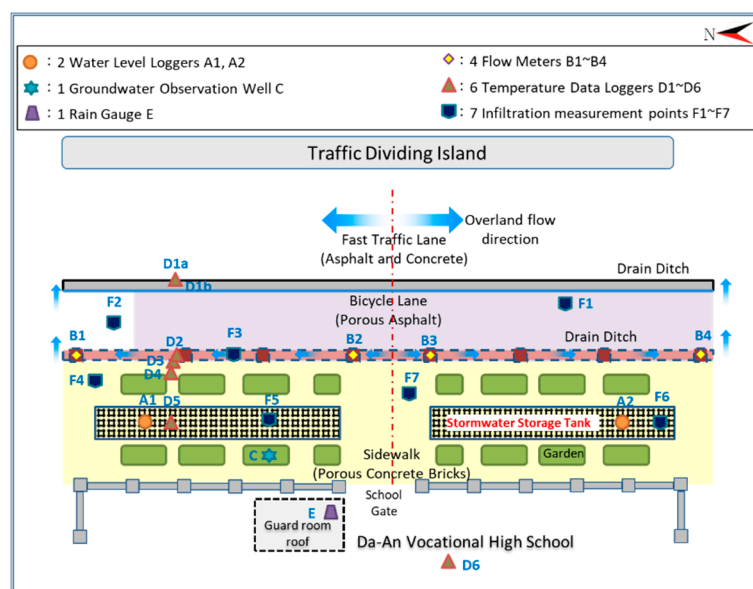 N
: 2 Water Level Loggers A1, A2
: 4 Flow Meters B1~B4
: 1 Groundwater Observation Well C
: 6 Temperature Data Loggers D1~D6
: 1 Rain Gauge E
: 7 Infiltration measurement points F1~F7
Traffic Dividing Island
Overland flow
direction
Fast Traffic Lane
(Asphalt and Concrete)
D1a
Drain Ditch
D1b
F2
Bicycle Lane
(Porous Asphalt)
F1
B1
D2
F3
B2
B3
Drain Ditch
B4
D3
D4
F4
F7
A1
D5
F5
A2
F6
Stormwater Storage Tank
C
Sidewalk
(Porous Concrete Bricks)
Garden
School
Gate
E
Guard room
roof
Da-An Vocational High School
D6